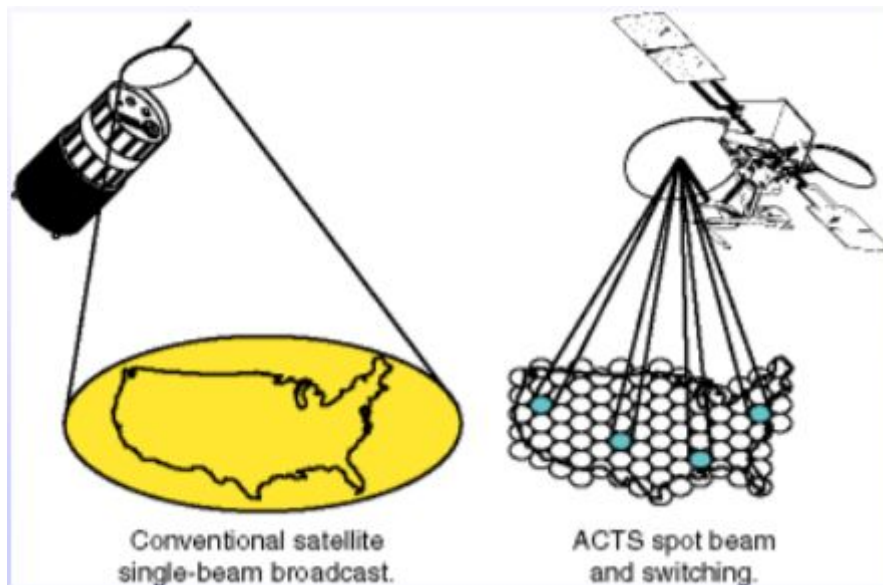 Conventional satellite
single-beam broadcast.
ACTS spot beam
and switching.